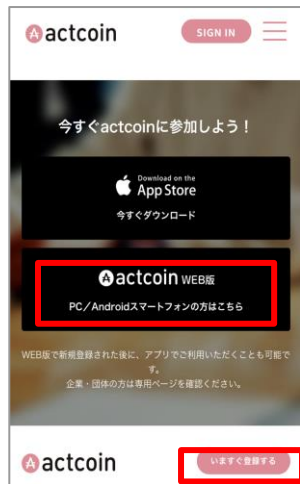 actcoin
SIGN IN
今すぐactcoinに参加しよう！
Download on the
App Store
今すぐダウンロード
actcoin WEB版
PC／Androidスマートフォンの方はこちら
WEB版で新規登録された後に、アプリでご利用いただくことも可能で
す。
企業・団体の方は専用ページを確認ください。
actcoin
いますぐ登録する